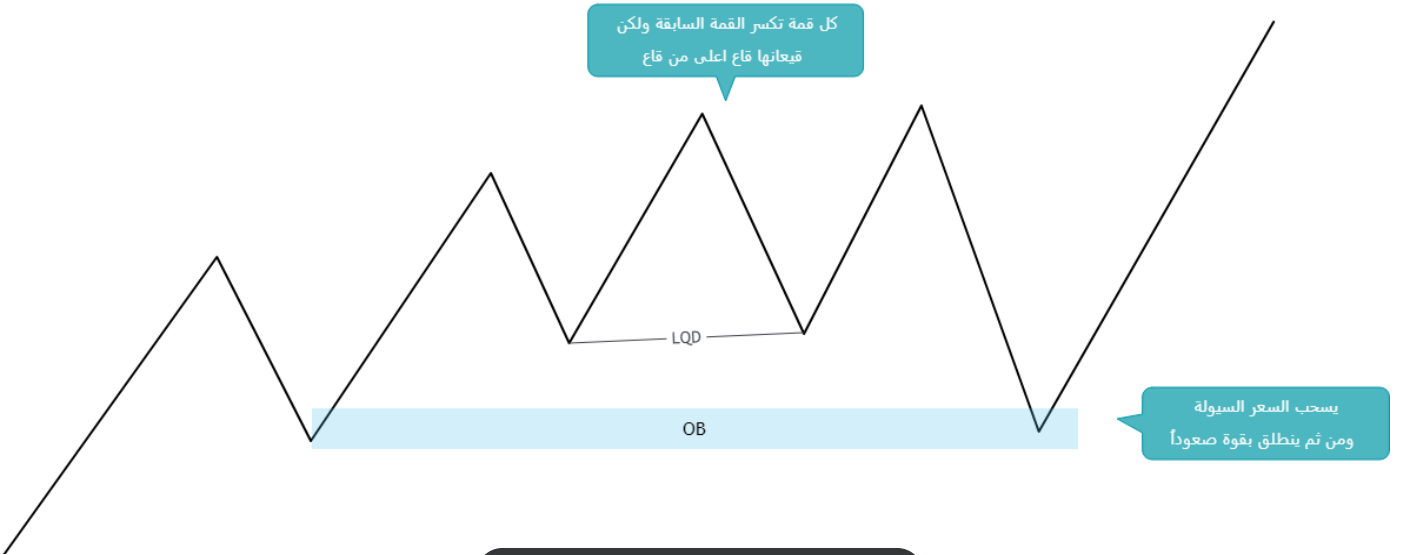 كل قمة تكسر القمة السابقة ولكن
قيعانها قاع اعلى من قاع
LQD
OB
يسحب السعر السيولة
ومن ثم ينطلق بقوة صعوداً